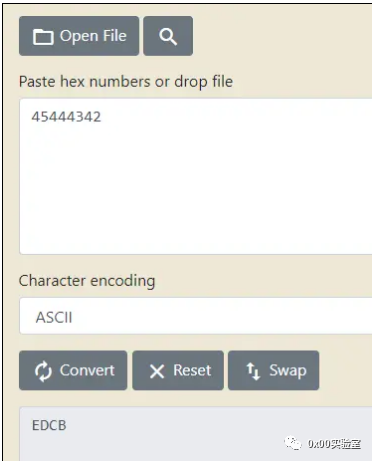 Open File
Paste hex numbers or drop file
45444342
Character encoding
ASCII
Convert Reset Swap
EDCB
0x00实验室